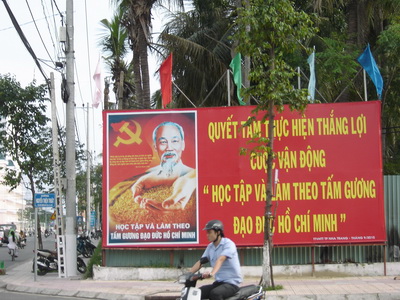 QUYẾT TÂM THỰC HIỆN THẮNG LỢI
CUỘC VẬN ĐỘNG
“ HỌC TẬP VÀ LÀM THEO TẤM GƯƠNG
ĐẠO ĐỨC HỒ CHÍ MINH ”
HỌC TẬP VÀ LÀM THEO
TẤM GƯƠNG ĐẠO ĐỨC HỒ CHÍ MINH